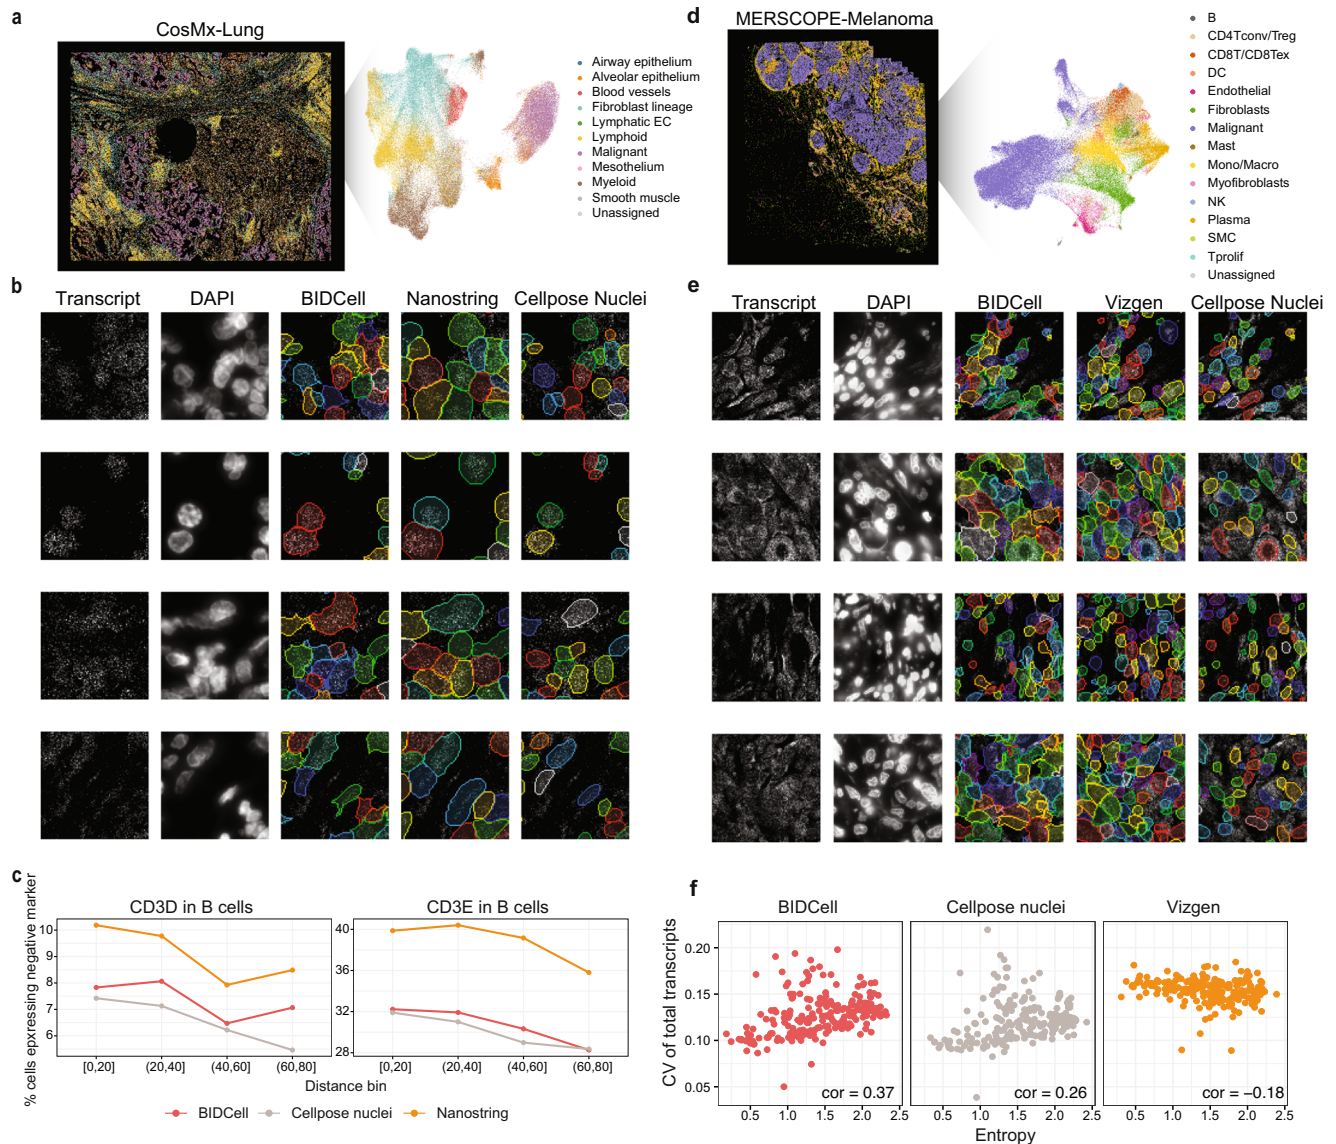 a
CosMx-Lung
Airway epithelium
Alveolar epithelium
Blood vessels
Fibroblast lineage
Lymphatic EC
Lymphoid
Malignant
Mesothelium
Myeloid
Smooth muscle
Unassigned
d
MERSCOPE-Melanoma
B
CD4Tconv/Treg
CD8T/CD8Tex
DC
Endothelial
Fibroblasts
Malignant
Mast
Mono/Macro
Myofibroblasts
NK
Plasma
SMC
Tprolif
Unassigned
b
Transcript DAPI BIDCell Nanostring Cellpose Nuclei
e
Transcript DAPI BIDCell Vizgen Cellpose Nuclei
c
% cells epxressing negative marker
CD3D in B cells
10
9
8
7
6
[0,20] (20,40] (40,60] (60,80]
CD3E in B cells
40
36
32
28
[0,20] (20,40] (40,60] (60,80]
Distance bin
BIDCell Cellpose nuclei Nanostring
f
BIDCell Cellpose nuclei Vizgen
CV of total transcripts
0.20
0.15
0.10
0.05
cor = 0.37 cor = 0.26 cor = −0.18
0.5 1.0 1.5 2.0 2.5 0.5 1.0 1.5 2.0 2.5 0.5 1.0 1.5 2.0 2.5
Entropy